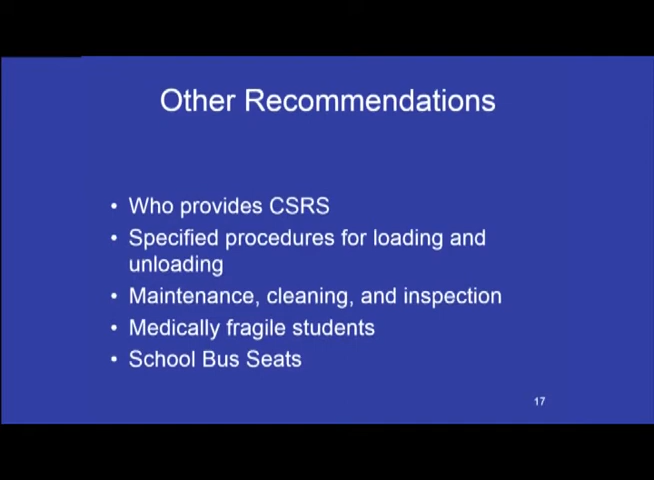 Other Recommendations
• Who provides CSRS
• Specified procedures for loading and
unloading
• Maintenance, cleaning, and inspection
• Medically fragile students
• School Bus Seats
17